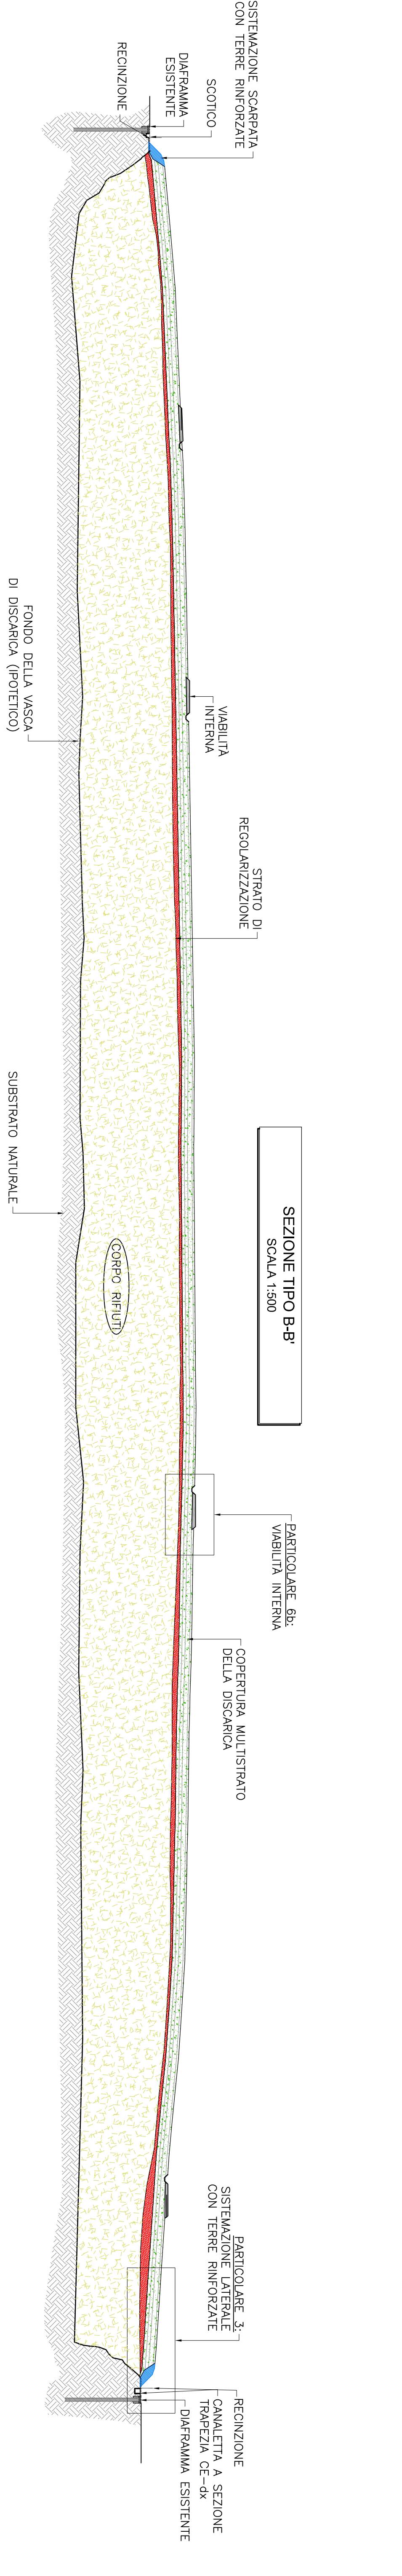 SISTEMAZIONE SCARPATA
CON TERRE RINFORZATE
SCOTICO
DIAFRAMMA
ESISTENTE
RECINZIONE
VIABILITÀ
INTERNA
FONDO DELLA VASCA
DI DISCARICA (IPOTETICO)
STRATO DI
REGOLARIZZAZIONE
SUBSTRATO NATURALE
SEZIONE TIPO B-B'
SCALA 1:500
CORPO RIFIUTI
PARTICOLARE 6b:
VIABILITÀ INTERNA
COPERTURA MULTISTRATO
DELLA DISCARICA
PARTICOLARE 3:
SISTEMAZIONE LATERALE
CON TERRE RINFORZATE
RECINZIONE
CANALETTA A SEZIONE
TRAPEZIA CE-dx
DIAFRAMMA ESISTENTE